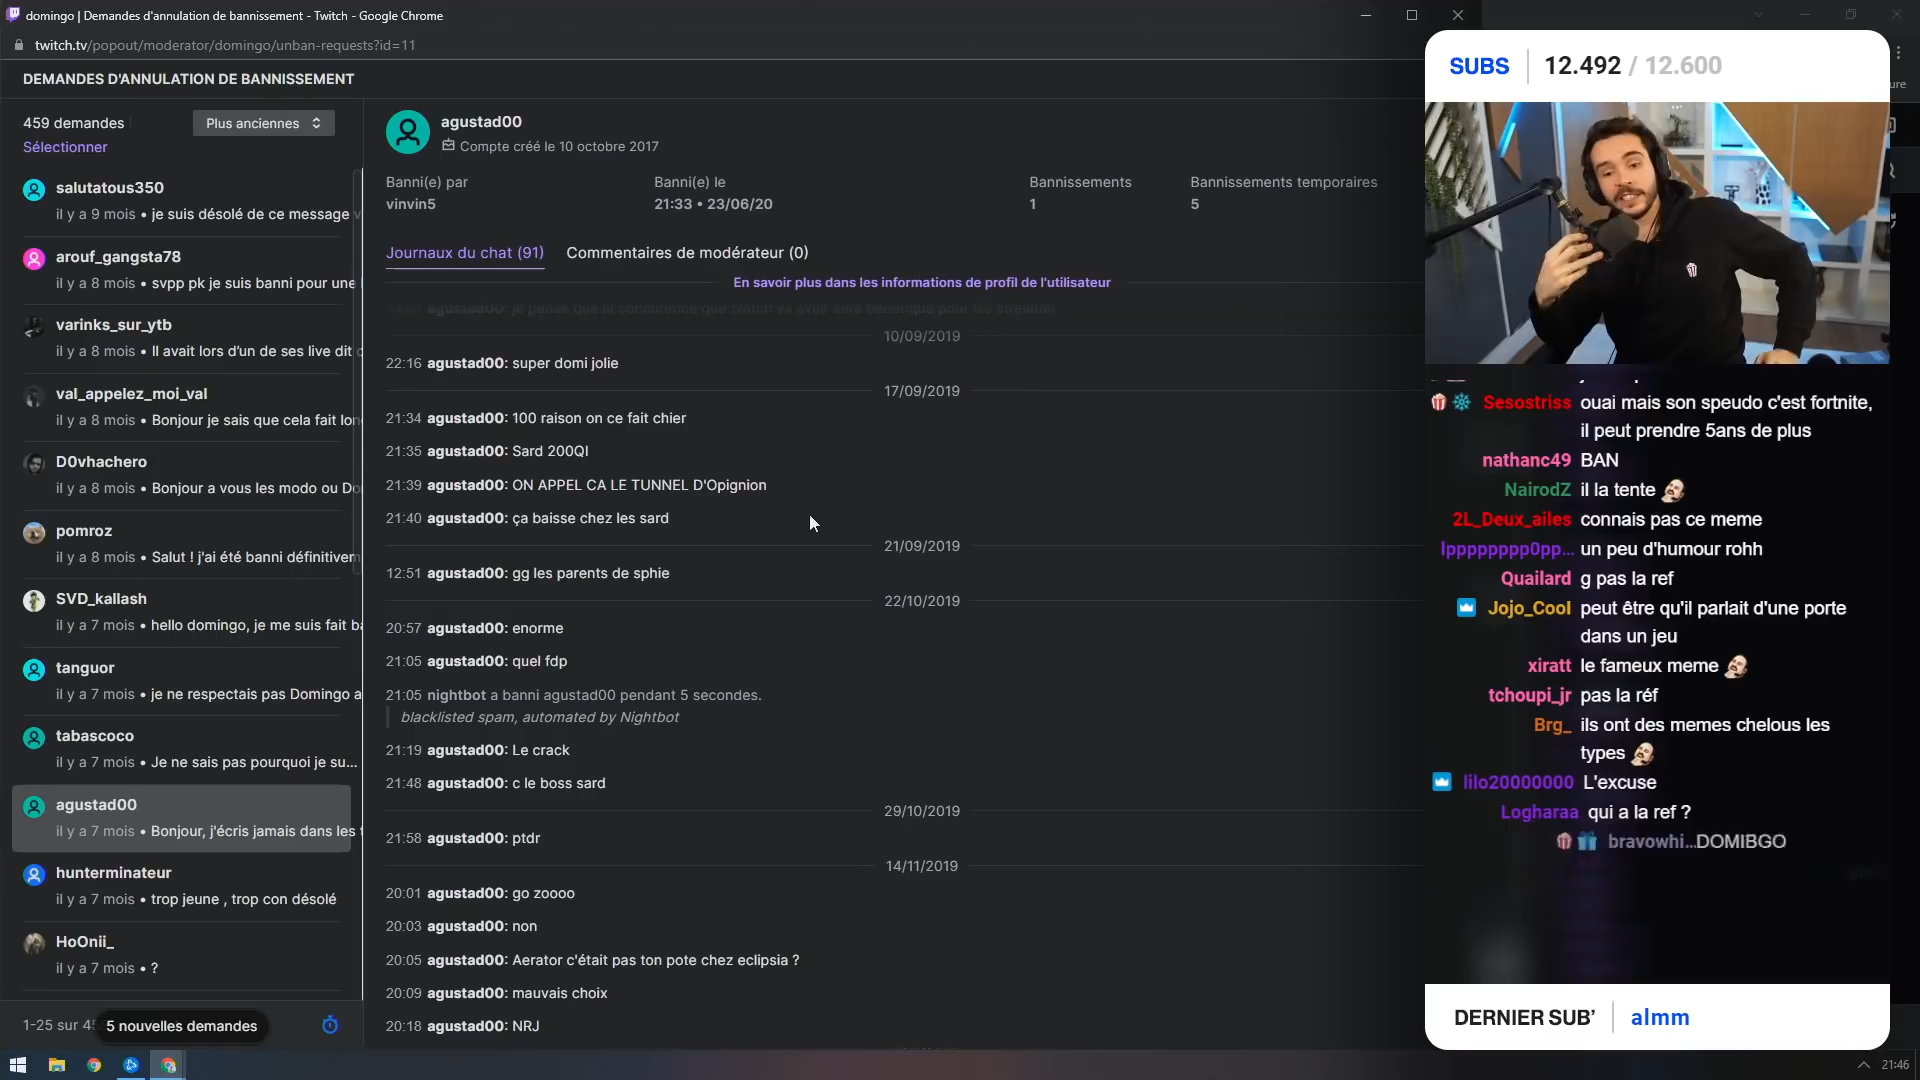 domingo | Demandes d'annulation de bannissement - Twitch - Google Chrome
twitch.tv/popout/moderator/domingo/unban-requests?id=11
DEMANDES D'ANNULATION DE BANNISSEMENT
459 demandes
Plus anciennes
Sélectionner
salutatous350
il y a 9 mois • je suis désolé de ce message v
arouf_gangsta78
il y a 8 mois • svpp pk je suis banni pour une
varinks_sur_ytb
il y a 8 mois • Il avait lors d'un de ses live dit
val_appelez_moi_val
il y a 8 mois • Bonjour je sais que cela fait lon
D0vhachero
il y a 8 mois • Bonjour a vous les modo ou Do
pomroz
il y a 8 mois • Salut ! j'ai été banni définitivem
SVD_kallash
il y a 7 mois • hello domingo, je me suis fait ba
tanguor
il y a 7 mois • je ne respectais pas Domingo a
tabascoco
il y a 7 mois • Je ne sais pas pourquoi je su...
agustad00
il y a 7 mois • Bonjour, j'écris jamais dans les t
hunterminateur
il y a 7 mois • trop jeune , trop con désolé
HoOnii_
il y a 7 mois • ?
1-25 sur 45
5 nouvelles demandes
agustad00
Compte créé le 10 octobre 2017
Banni(e) par
vinvin5
Banni(e) le
21:33 • 23/06/20
Bannissements
1
Bannissements temporaires
5
Journaux du chat (91)
Commentaires de modérateur (0)
En savoir plus dans les informations de profil de l'utilisateur
agustad00: je pense que la concurence que twitch va avoir sera bénéfique pour les streamer
10/09/2019
22:16 agustad00: super domi jolie
17/09/2019
21:34 agustad00: 100 raison on ce fait chier
21:35 agustad00: Sard 200QI
21:39 agustad00: ON APPEL CA LE TUNNEL D'Opignion
21:40 agustad00: ça baisse chez les sard
21/09/2019
12:51 agustad00: gg les parents de sphie
22/10/2019
20:57 agustad00: enorme
21:05 agustad00: quel fdp
21:05 nightbot a banni agustad00 pendant 5 secondes.
blacklisted spam, automated by Nightbot
21:19 agustad00: Le crack
21:48 agustad00: c le boss sard
29/10/2019
21:58 agustad00: ptdr
14/11/2019
20:01 agustad00: go zoooo
20:03 agustad00: non
20:05 agustad00: Aerator c'était pas ton pote chez eclipsia ?
20:09 agustad00: mauvais choix
20:18 agustad00: NRJ
SUBS
12.492 / 12.600
ure
Sesostriss ouai mais son speudo c'est fortnite,
il peut prendre 5ans de plus
nathanc49 BAN
NairodZ il la tente
2L_Deux_ailes connais pas ce meme
lpppppppp0pp... un peu d'humour rohh
Quailard g pas la ref
Jojo_Cool peut être qu'il parlait d'une porte
dans un jeu
xiratt le fameux meme
tchoupi_jr pas la réf
Brg_ ils ont des memes chelous les
types
lilo20000000 L'excuse
Logharaa qui a la ref ?
bravowhi...DOMIBGO
DERNIER SUB'
almm
21:46